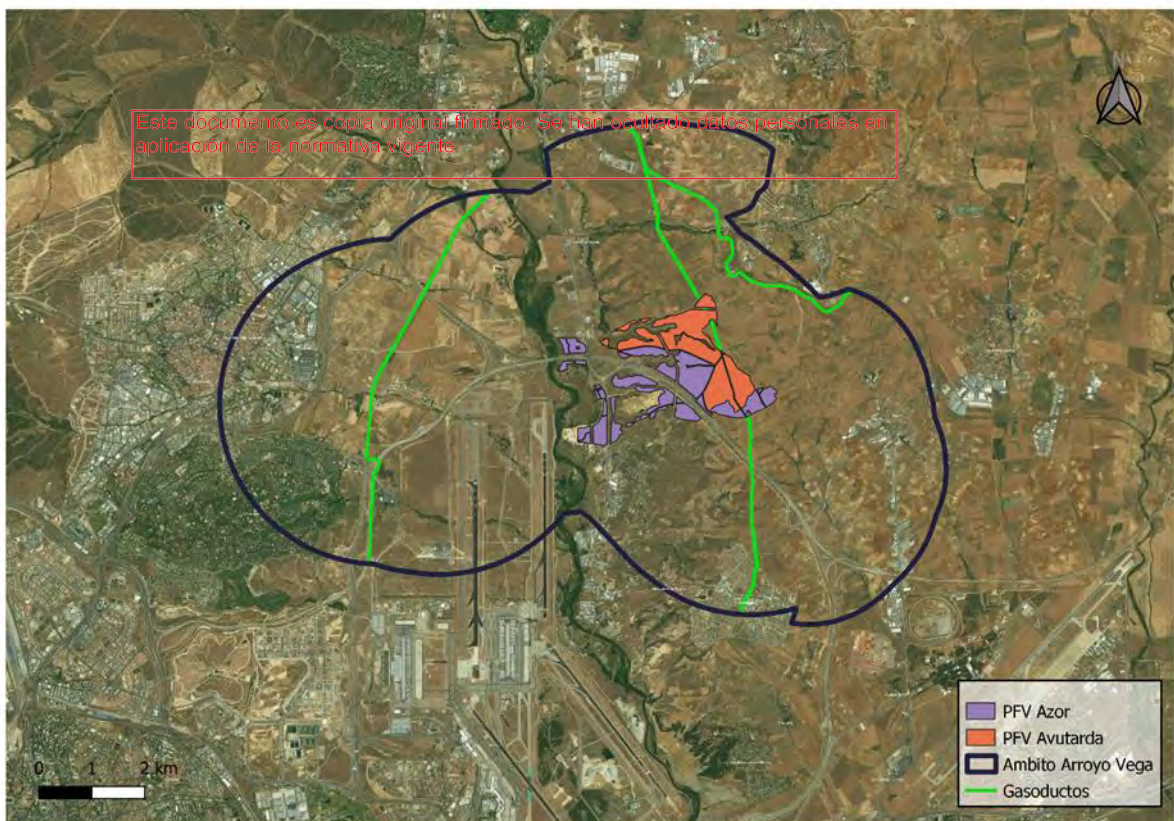 Este documento es copia original firmado. Se han ocultado datos personales en
aplicación de la normativa vigente
N
PFV Azor
PFV Avutarda
Ambito Arroyo Vega
Gasoductos
0 1 2 km